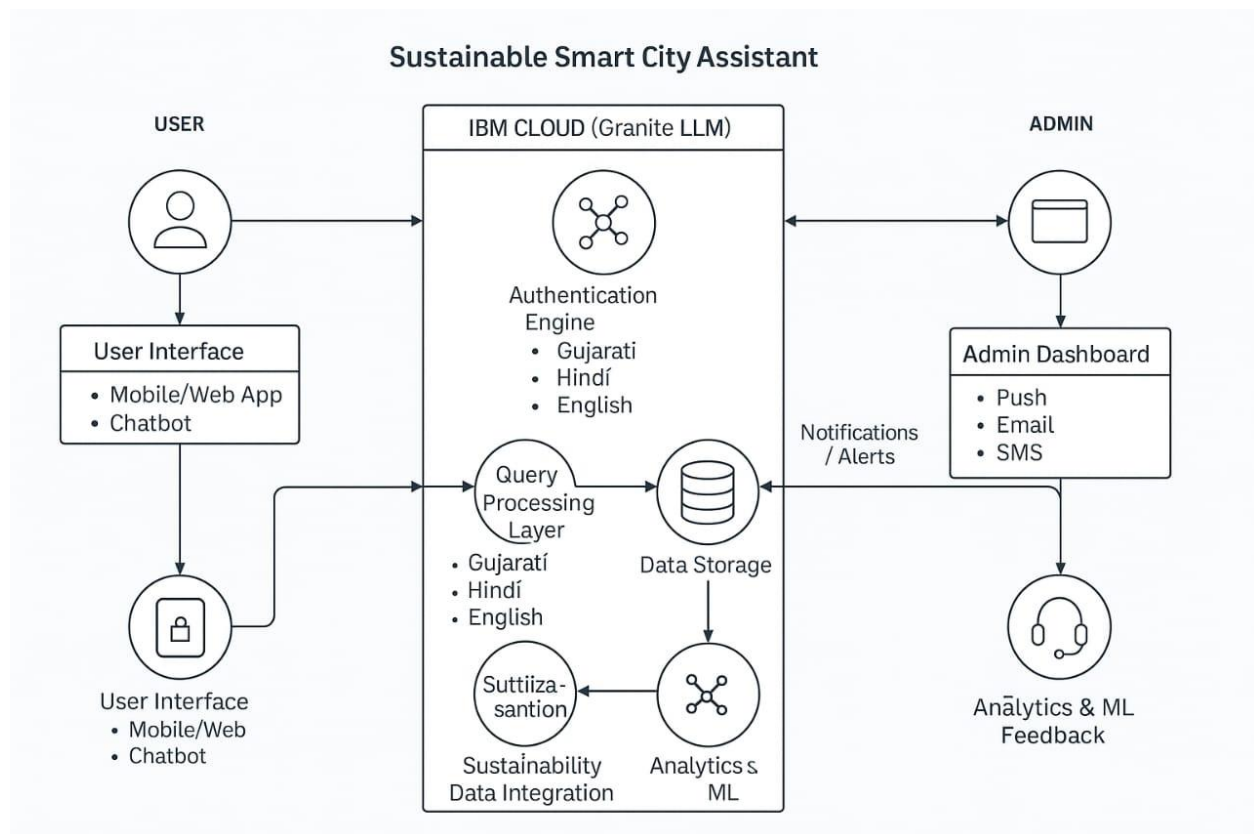 Sustainable Smart City Assistant
USER
User Interface
• Mobile/Web App
• Chatbot
User Interface
• Mobile/Web
• Chatbot
IBM CLOUD (Granite LLM)
Authentication
Engine
• Gujarati
• Hindí
• English
Query
Processing
Layer
• Gujaratí
• Hindí
• English
Data Storage
Suttiiza-
santion
Sustainability
Data Integration
Analytics &
ML
Notifications
/ Alerts
ADMIN
Admin Dashboard
• Push
• Email
• SMS
Anālytics & ML
Feedback